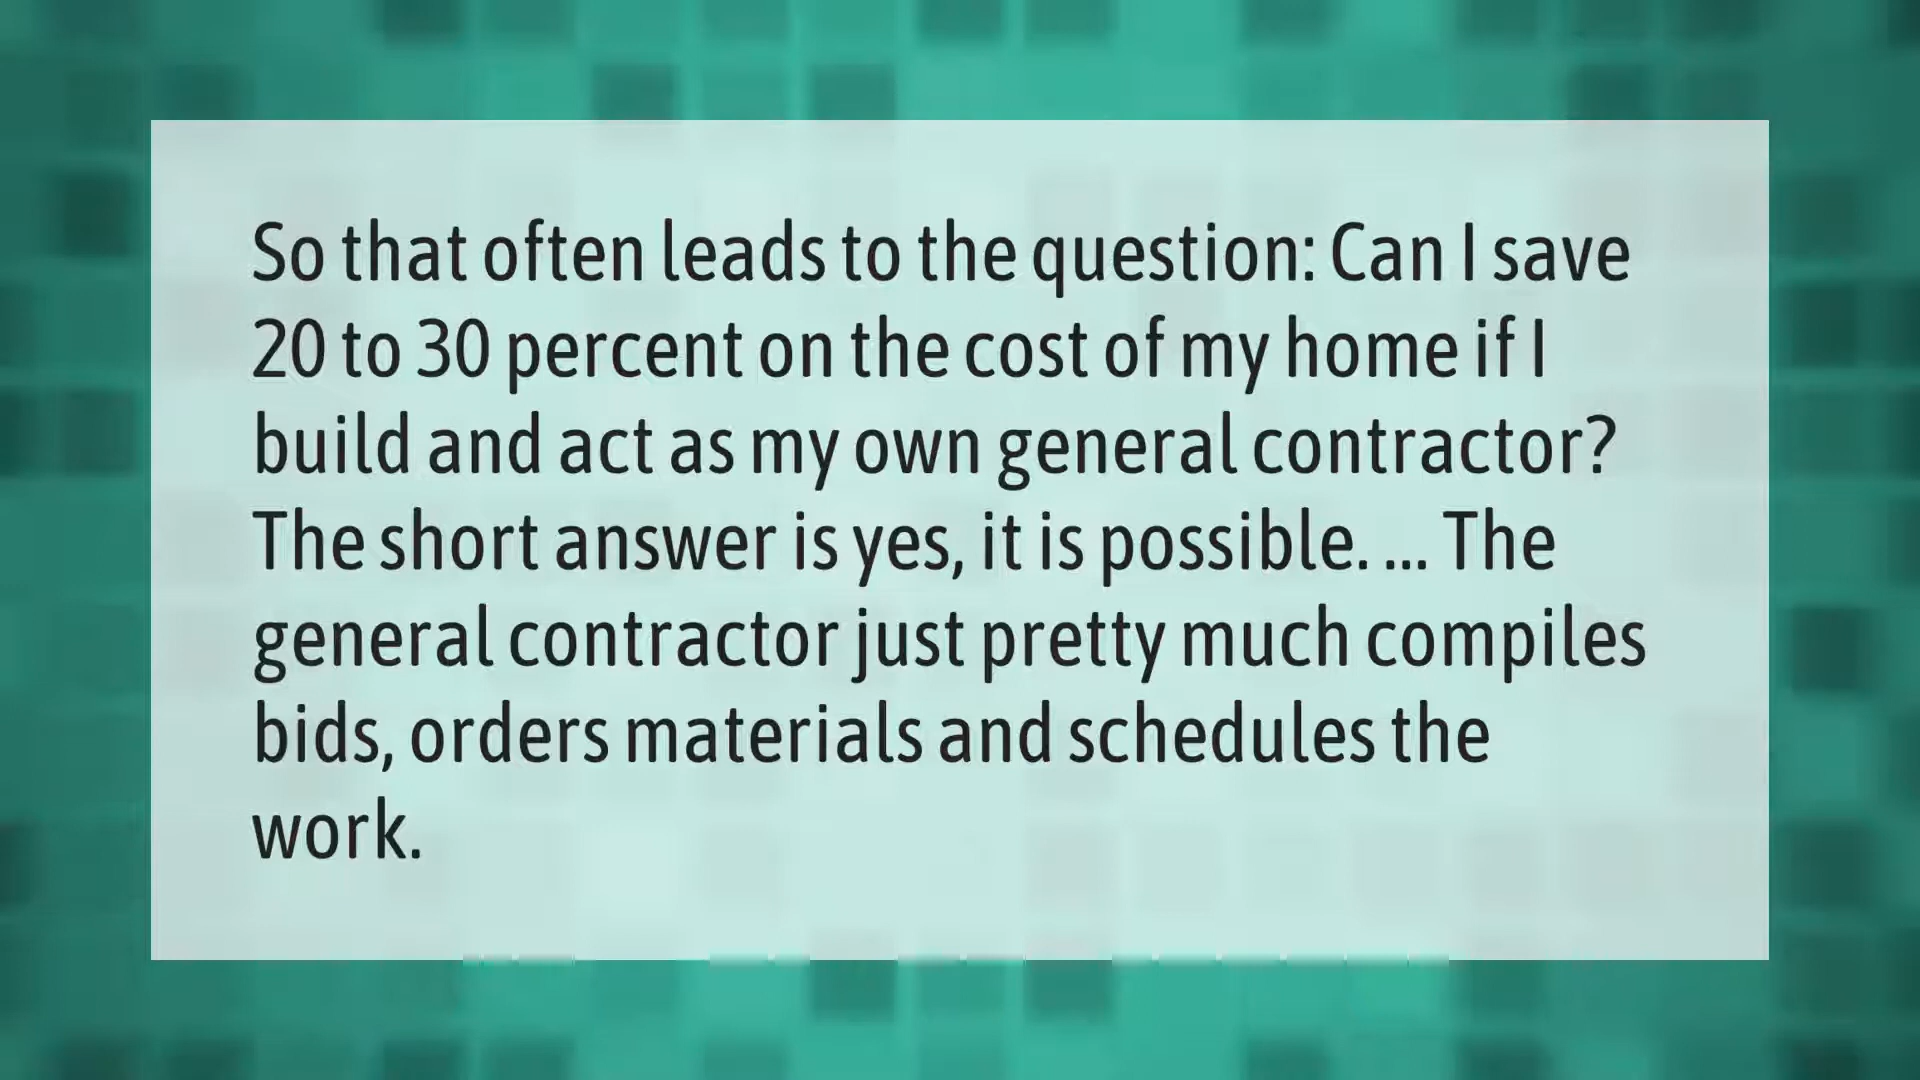 So that often leads to the question: Can I save
20 to 30 percent on the cost of my home if I
build and act as my own general contractor?
The short answer is yes, it is possible. ... The
general contractor just pretty much compiles
bids, orders materials and schedules the
work.